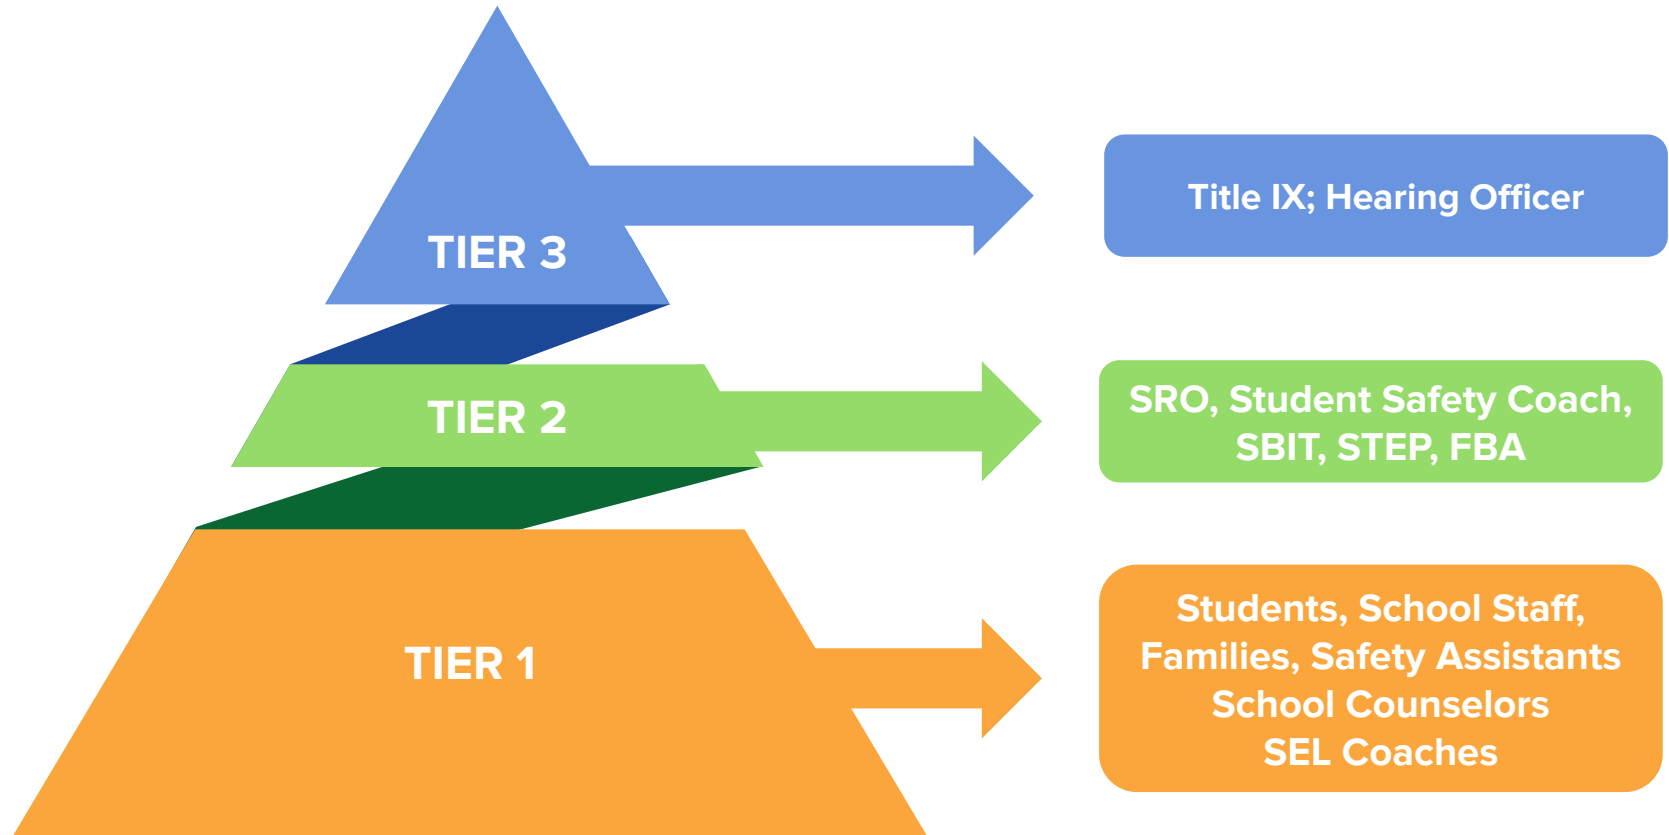 TIER 3
Title IX; Hearing Officer
TIER 2
SRO, Student Safety Coach,
SBIT, STEP, FBA
TIER 1
Students, School Staff,
Families, Safety Assistants
School Counselors
SEL Coaches